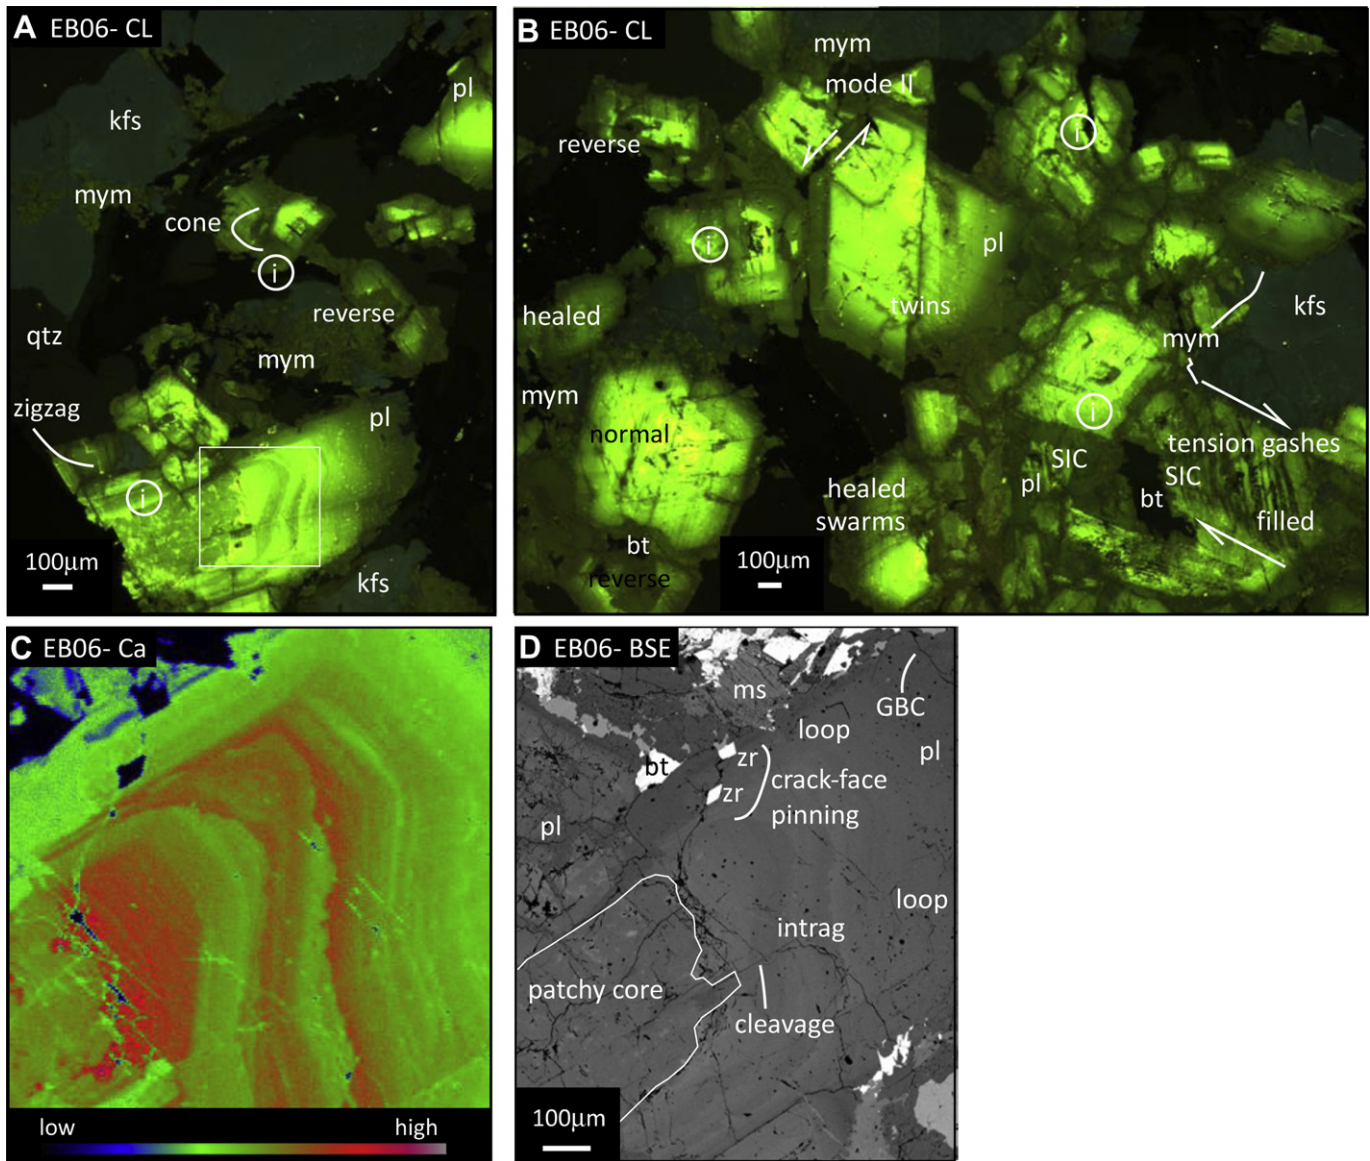 A EB06- CL
pl
kfs
mym
cone
i
reverse
mym
qtz
zigzag
pl
i
100µm
kfs
B EB06- CL
mym
mode II
reverse
i
i
pl
healed
twins
kfs
mym
mym
normal
i
tension gashes
SIC
SIC
pl
bt
filled
healed
swarms
bt
reverse
100µm
C EB06- Ca
low
high
D EB06- BSE
ms
GBC
loop
pl
bt
zr
zr
crack-face
pinning
pl
loop
intrag
patchy core
cleavage
100µm